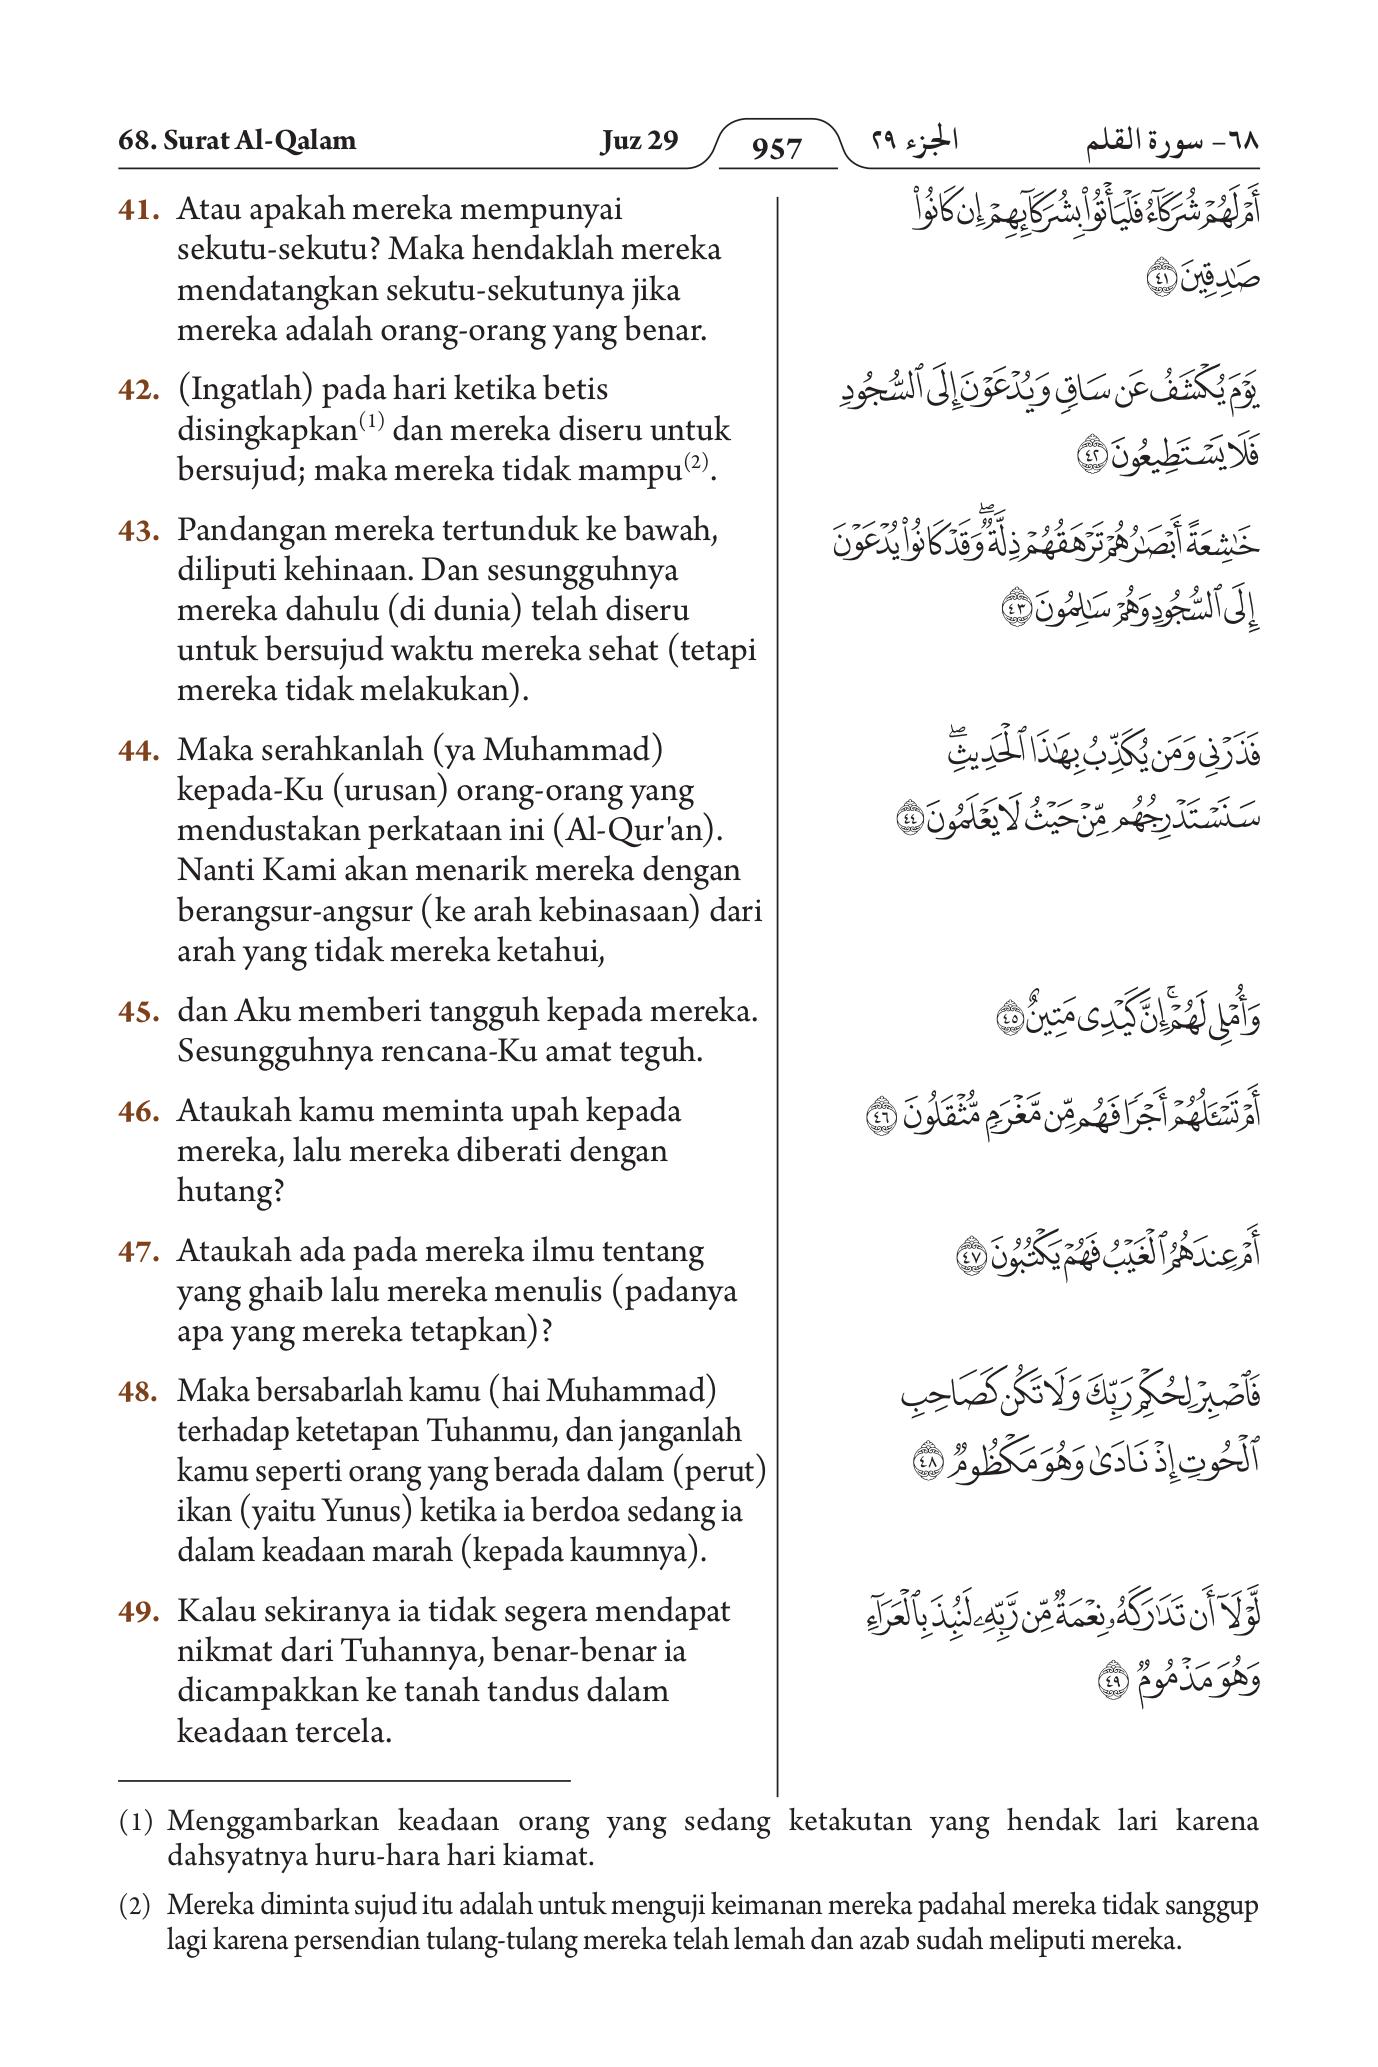 68. Surat Al-Qalam
Juz 29
957
الجزء ٢٩
٦٨- سورة القلم
41. Atau apakah mereka mempunyai
sekutu-sekutu? Maka hendaklah mereka
mendatangkan sekutu-sekutunya jika
mereka adalah orang-orang yang benar.
أَمْ لَهُمْ شُرَكَآءُ فَلْيَأْتُوا۟ بِشُرَكَآئِهِمْ إِن كَانُوا۟
صَـٰدِقِينَ ٤١
42. (Ingatlah) pada hari ketika betis
disingkapkan(1) dan mereka diseru untuk
bersujud; maka mereka tidak mampu(2).
يَوْمَ يُكْشَفُ عَن سَاقٍ وَيُدْعَوْنَ إِلَى ٱلسُّجُودِ
فَلَا يَسْتَطِيعُونَ ٤٢
43. Pandangan mereka tertunduk ke bawah,
diliputi kehinaan. Dan sesungguhnya
mereka dahulu (di dunia) telah diseru
untuk bersujud waktu mereka sehat (tetapi
mereka tidak melakukan).
خَـٰشِعَةً أَبْصَـٰرُهُمْ تَرْهَقُهُمْ ذِلَّةٌ ۖ وَقَدْ كَانُوا۟ يُدْعَوْنَ
إِلَى ٱلسُّجُودِ وَهُمْ سَـٰلِمُونَ ٤٣
44. Maka serahkanlah (ya Muhammad)
kepada-Ku (urusan) orang-orang yang
mendustakan perkataan ini (Al-Qur'an).
Nanti Kami akan menarik mereka dengan
berangsur-angsur (ke arah kebinasaan) dari
arah yang tidak mereka ketahui,
فَذَرْنِى وَمَن يُكَذِّبُ بِهَـٰذَا ٱلْحَدِيثِ ۖ
سَنَسْتَدْرِجُهُم مِّنْ حَيْثُ لَا يَعْلَمُونَ ٤٤
45. dan Aku memberi tangguh kepada mereka.
Sesungguhnya rencana-Ku amat teguh.
وَأُمْلِى لَهُمْ ۚ إِنَّ كَيْدِى مَتِينٌ ٤٥
46. Ataukah kamu meminta upah kepada
mereka, lalu mereka diberati dengan
hutang?
أَمْ تَسْـَٔلُهُمْ أَجْرًا فَهُم مِّن مَّغْرَمٍ مُّثْقَلُونَ ٤٦
47. Ataukah ada pada mereka ilmu tentang
yang ghaib lalu mereka menulis (padanya
apa yang mereka tetapkan)?
أَمْ عِندَهُمُ ٱلْغَيْبُ فَهُمْ يَكْتُبُونَ ٤٧
48. Maka bersabarlah kamu (hai Muhammad)
terhadap ketetapan Tuhanmu, dan janganlah
kamu seperti orang yang berada dalam (perut)
ikan (yaitu Yunus) ketika ia berdoa sedang ia
dalam keadaan marah (kepada kaumnya).
فَٱصْبِرْ لِحُكْمِ رَبِّكَ وَلَا تَكُن كَصَاحِبِ
ٱلْحُوتِ إِذْ نَادَىٰ وَهُوَ مَكْظُومٌ ٤٨
49. Kalau sekiranya ia tidak segera mendapat
nikmat dari Tuhannya, benar-benar ia
dicampakkan ke tanah tandus dalam
keadaan tercela.
لَّوْلَآ أَن تَدَٰرَكَهُۥ نِعْمَةٌ مِّن رَّبِّهِۦ لَنُبِذَ بِٱلْعَرَآءِ
وَهُوَ مَذْمُومٌ ٤٩
(1) Menggambarkan keadaan orang yang sedang ketakutan yang hendak lari karena
dahsyatnya huru-hara hari kiamat.
(2) Mereka diminta sujud itu adalah untuk menguji keimanan mereka padahal mereka tidak sanggup
lagi karena persendian tulang-tulang mereka telah lemah dan azab sudah meliputi mereka.